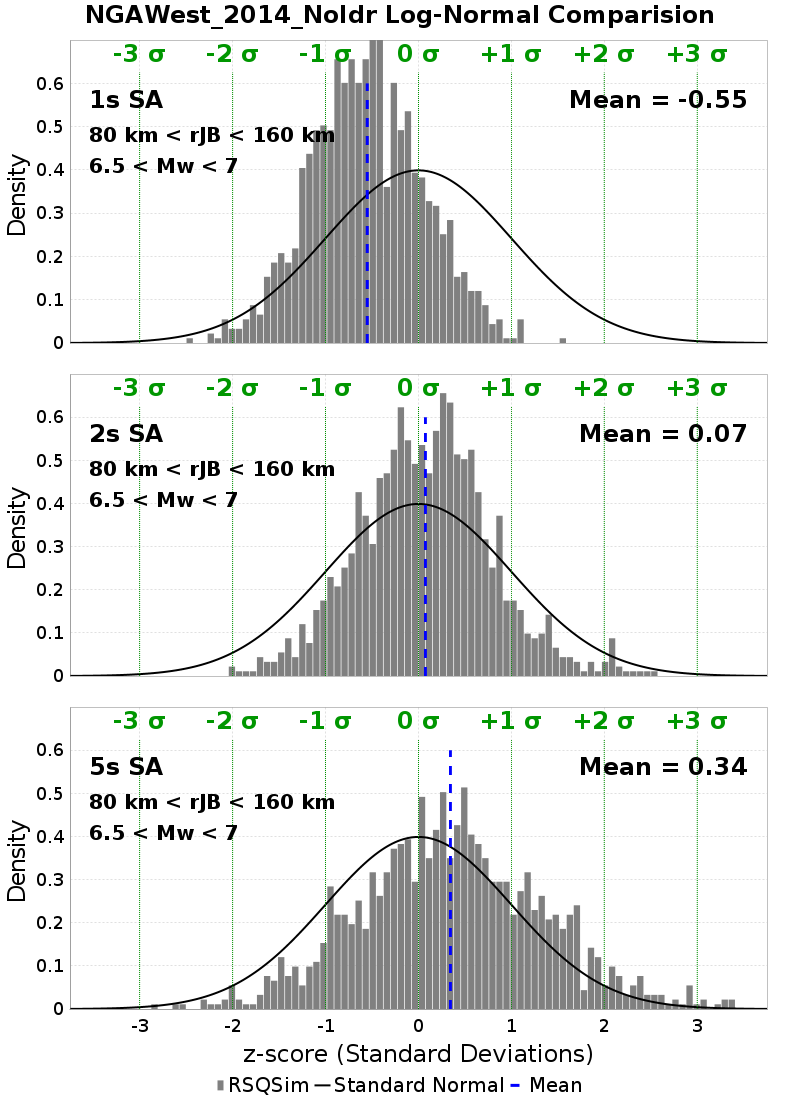 NGAWest_2014_NoIdr Log-Normal Comparision
-3 σ -2 σ -1 σ 0 σ +1 σ +2 σ +3 σ
1s SA Mean = -0.55
80 km < rJB < 160 km
6.5 < Mw < 7
0.6
0.5
0.4
0.3
0.2
0.1
0
Density
-3 σ -2 σ -1 σ 0 σ +1 σ +2 σ +3 σ
2s SA Mean = 0.07
80 km < rJB < 160 km
6.5 < Mw < 7
0.6
0.5
0.4
0.3
0.2
0.1
0
Density
-3 σ -2 σ -1 σ 0 σ +1 σ +2 σ +3 σ
5s SA Mean = 0.34
80 km < rJB < 160 km
6.5 < Mw < 7
0.6
0.5
0.4
0.3
0.2
0.1
0
Density
-3 -2 -1 0 1 2 3
z-score (Standard Deviations)
RSQSim Standard Normal Mean